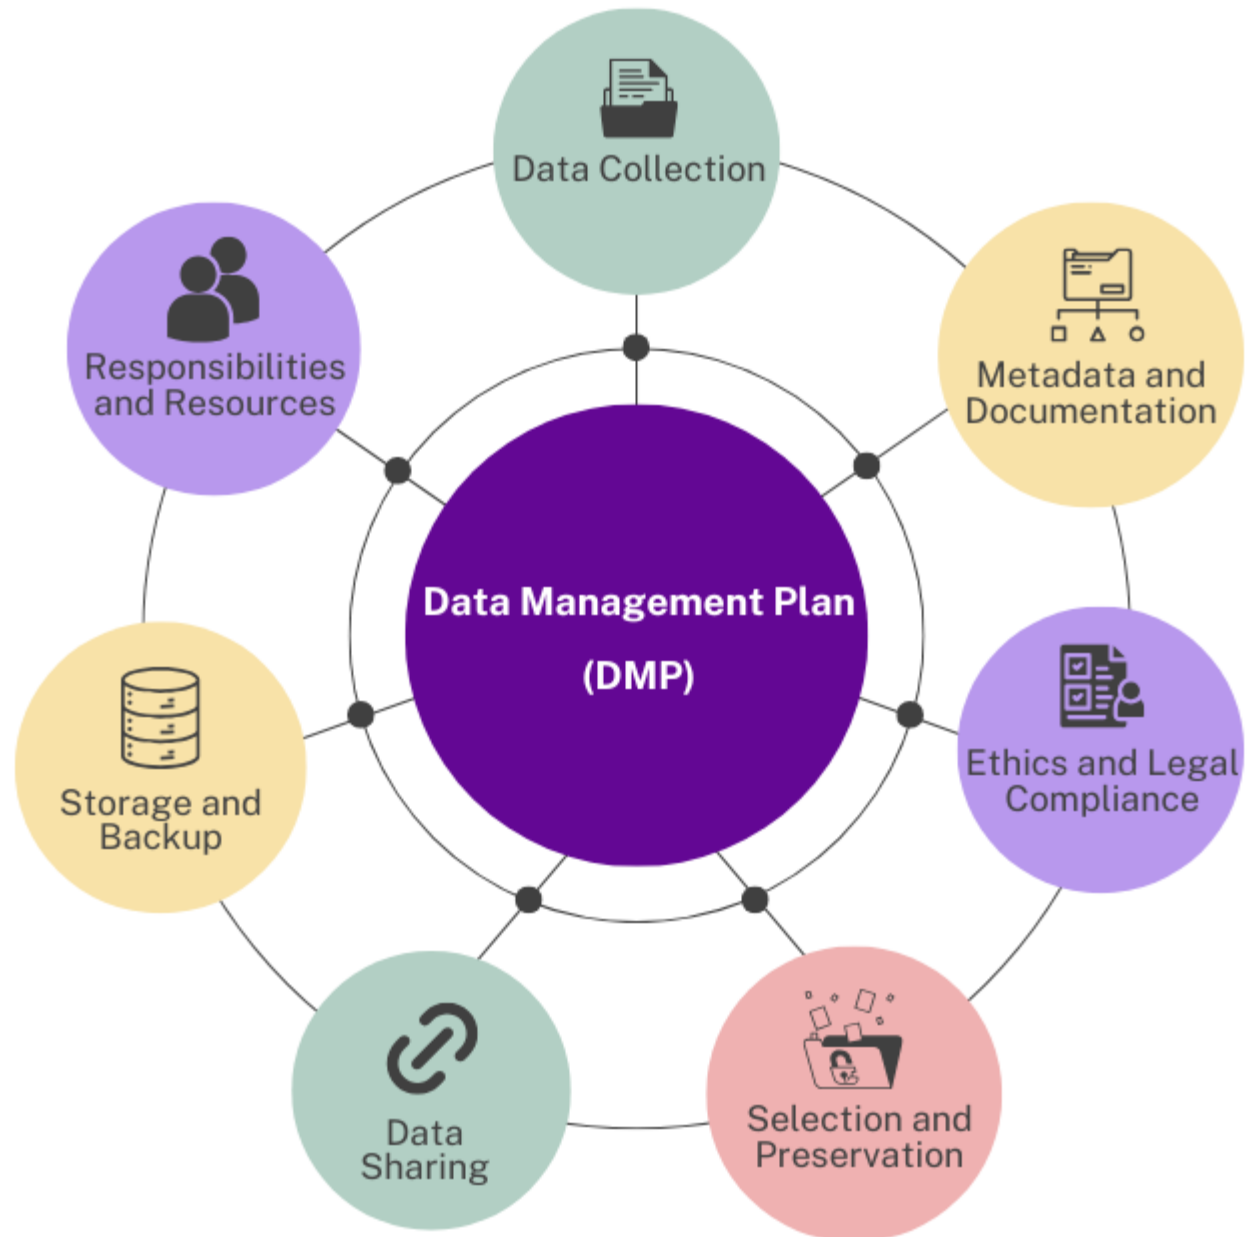 Data Collection
Metadata and
Documentation
Ethics and Legal
Compliance
Selection and
Preservation
Data
Sharing
Storage and
Backup
Responsibilities
and Resources
Data Management Plan
(DMP)